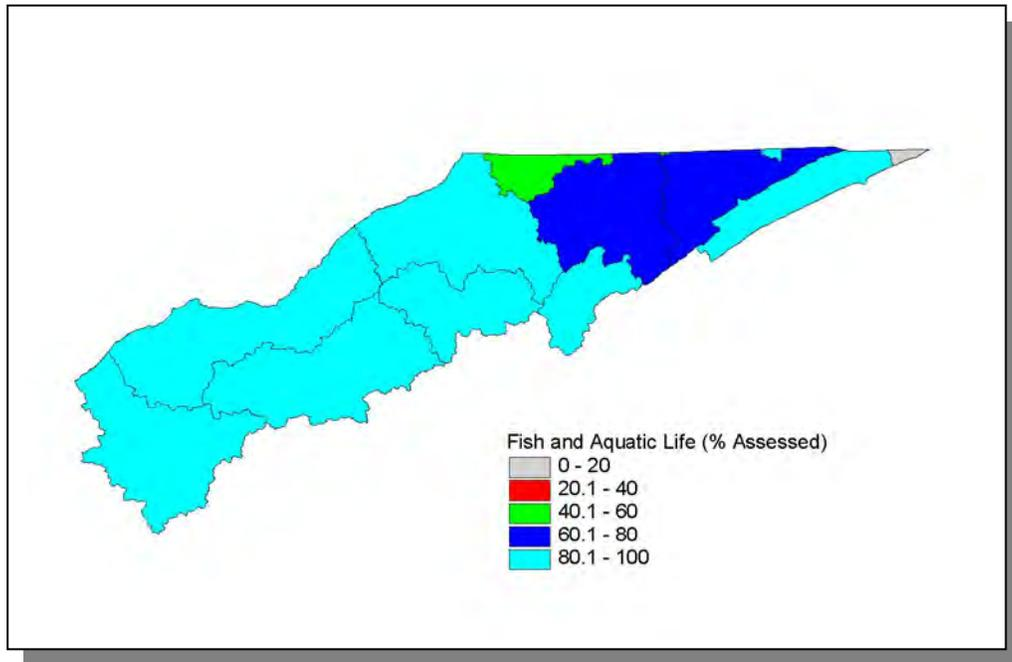 Fish and Aquatic Life (% Assessed)
0 - 20
20.1 - 40
40.1 - 60
60.1 - 80
80.1 - 100